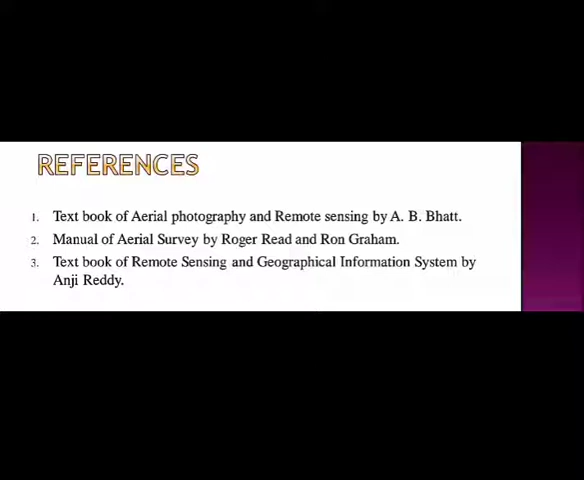 REFERENCES
1. Text book of Aerial photography and Remote sensing by A. B. Bhatt.
2. Manual of Aerial Survey by Roger Read and Ron Graham.
3. Text book of Remote Sensing and Geographical Information System by
Anji Reddy.